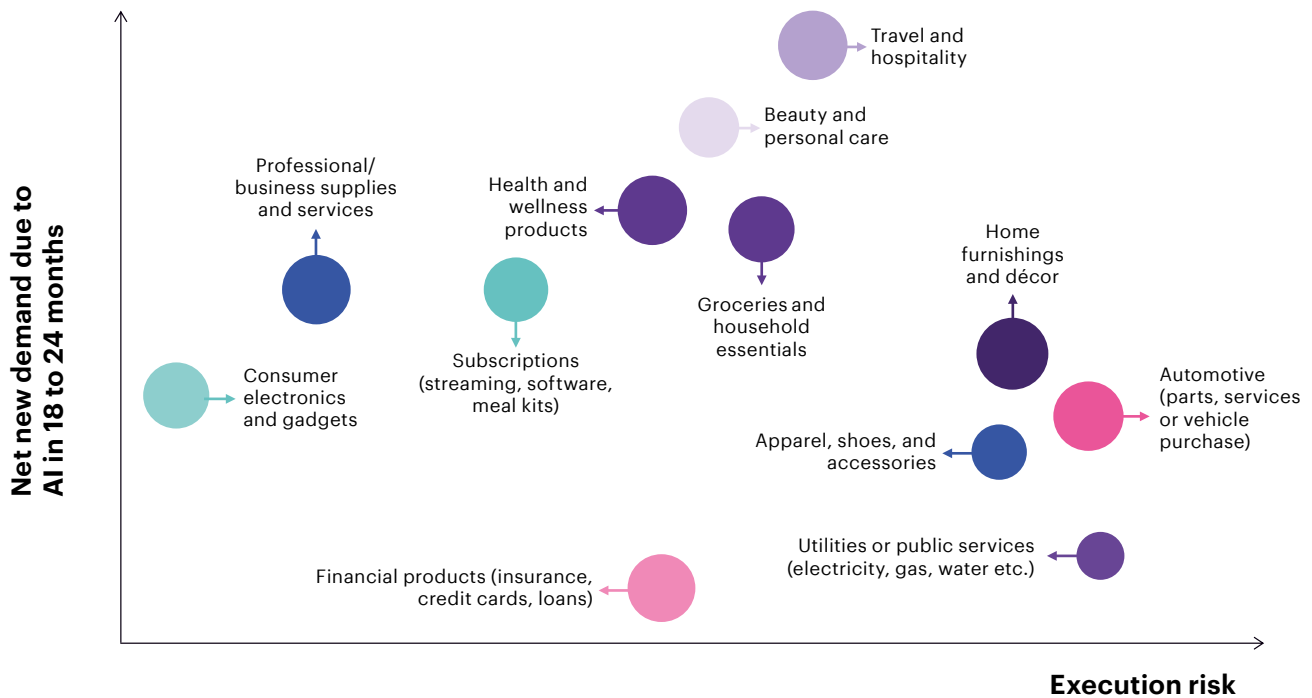 Net new demand due to
AI in 18 to 24 months
Travel and
hospitality
Beauty and
personal care
Professional/
business supplies
and services
Health and
wellness
products
Groceries and
household
essentials
Home
furnishings
and décor
Subscriptions
(streaming, software,
meal kits)
Consumer
electronics
and gadgets
Automotive
(parts, services
or vehicle
purchase)
Apparel, shoes, and
accessories
Utilities or public services
(electricity, gas, water etc.)
Financial products (insurance,
credit cards, loans)
Execution risk